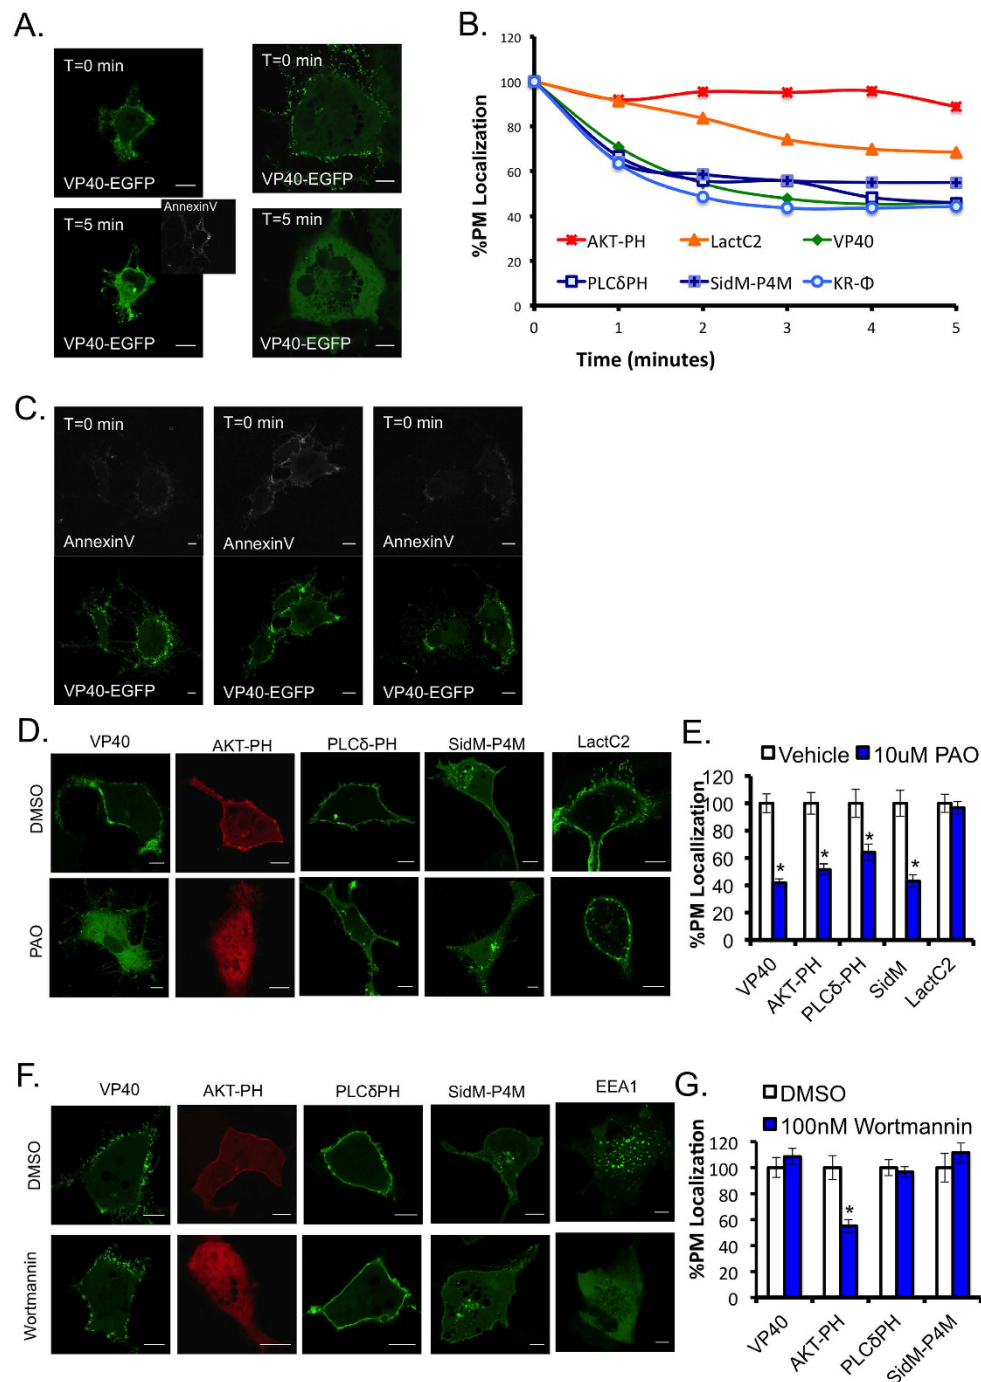 A.
T=0 min
VP40-EGFP
T=0 min
VP40-EGFP
T=5 min
VP40-EGFP
AnnexinV
T=5 min
VP40-EGFP
B.
%PM Localization
120
100
80
60
40
20
0
AKT-PH
LactC2
VP40
PLCδPH
SidM-P4M
KR-Φ
0
1
2
3
4
5
Time (minutes)
C.
T=0 min
AnnexinV
T=0 min
AnnexinV
T=0 min
AnnexinV
VP40-EGFP
VP40-EGFP
VP40-EGFP
D.
VP40
AKT-PH
PLCδ-PH
SidM-P4M
LactC2
DMSO
PAO
E.
Vehicle
10uM PAO
%PM Locallization
120
100
80
60
40
20
0
*
*
*
*
VP40
AKT-PH
PLCδ-PH
SidM
LactC2
F.
VP40
AKT-PH
PLCδPH
SidM-P4M
EEA1
DMSO
Wortmannin
G.
DMSO
100nM Wortmannin
%PM Localization
120
100
80
60
40
20
0
*
VP40
AKT-PH
PLCδPH
SidM-P4M